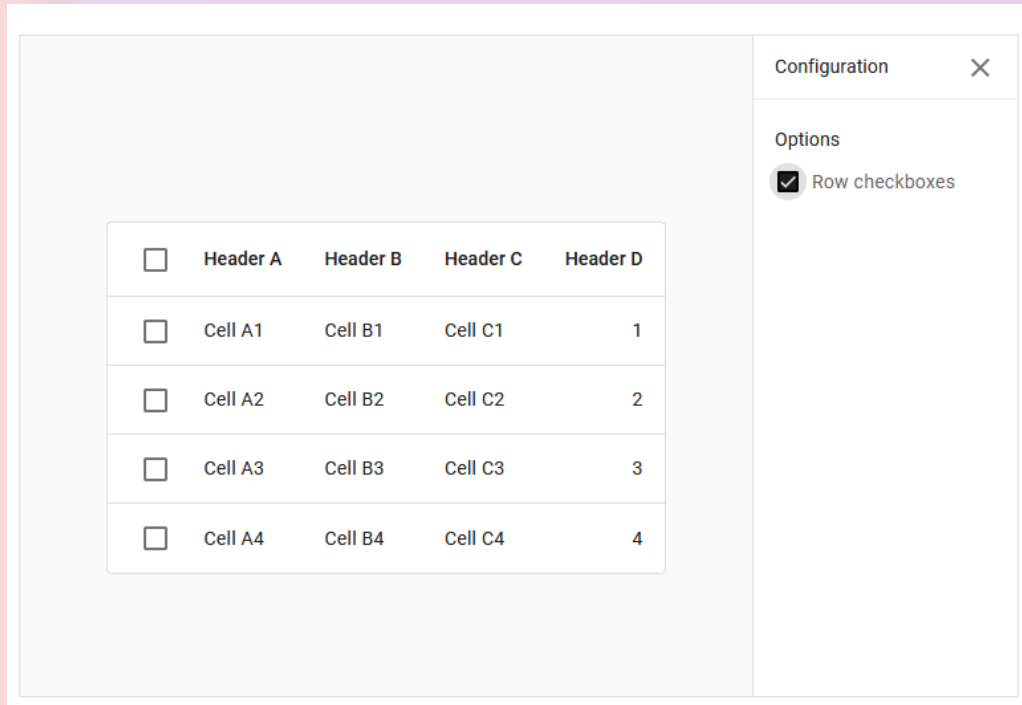 Configuration
Options
Row checkboxes
Header A Header B Header C Header D
Cell A1 Cell B1 Cell C1 1
Cell A2 Cell B2 Cell C2 2
Cell A3 Cell B3 Cell C3 3
Cell A4 Cell B4 Cell C4 4